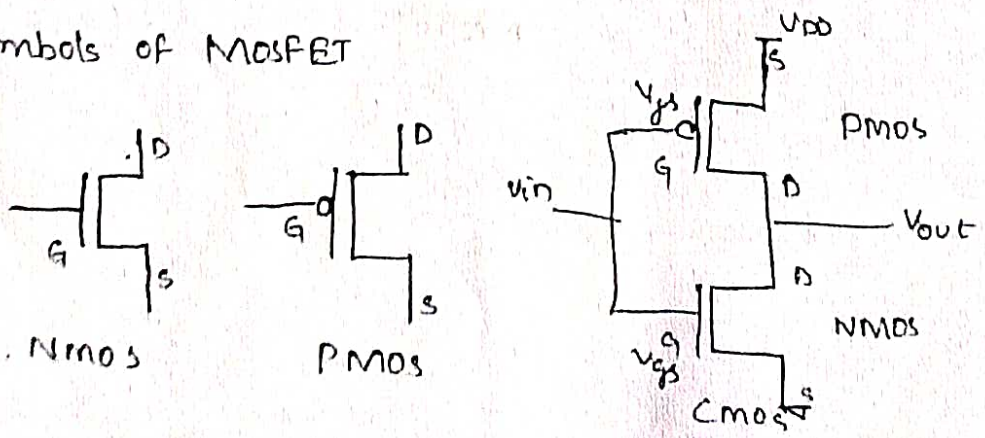 mbols of MOSFET
D
G
S
NMOS
D
G
S
PMOS
VDD
S
Vgs
G
PMOS
Vin
D
Vout
D
G
Vgs
NMOS
S
CMOS